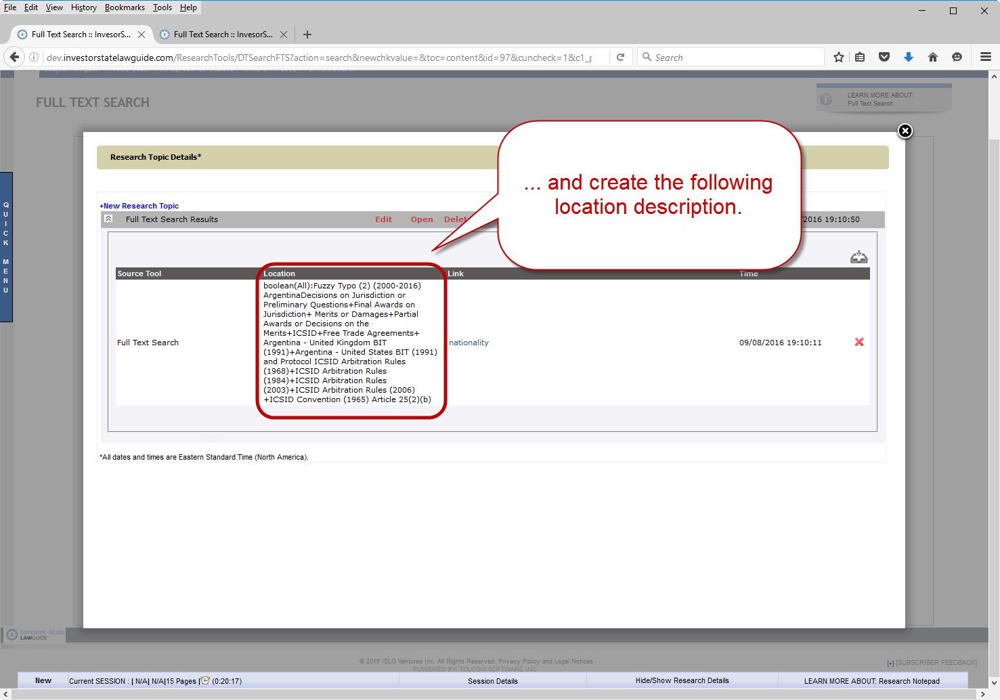 File Edit View History Bookmarks Tools Help
Full Text Search :: InvesorS...
Full Text Search :: InvesorS...
dev.investorstatelawguide.com/ResearchTools/DTSearchFTS?action=search&newchkvalue=&toc=content&id=97&cuncheck=1&c1_p
Search
FULL TEXT SEARCH
LEARN MORE ABOUT:
Full Text Search
Research Topic Details*
... and create the following
location description.
QUICK MENU
+New Research Topic
Full Text Search Results Edit Open Delet /2016 19:10:50
Source Tool Location Link Time
boolean(All):Fuzzy Typo (2) (2000-2016)
ArgentinaDecisions on Jurisdiction or
Preliminary Questions+Final Awards on
Jurisdiction+ Merits or Damages+Partial
Awards or Decisions on the
Merits+ICSID+Free Trade Agreements+
Argentina - United Kingdom BIT
(1991)+Argentina - United States BIT (1991)
and Protocol ICSID Arbitration Rules
(1968)+ICSID Arbitration Rules
(1984)+ICSID Arbitration Rules
(2003)+ICSID Arbitration Rules (2006)
+ICSID Convention (1965) Article 25(2)(b)
Full Text Search nationality 09/08/2016 19:10:11
*All dates and times are Eastern Standard Time (North America).
Investor-State
LAWGUIDE
© 2016 ISLG Ventures Inc. All Rights Reserved. Privacy Policy and Legal Notices
POWERED BY: TOLOGIX SOFTWARE INC.
[+] [SUBSCRIBER FEEDBACK]
New Current SESSION : | N/A| N/A|15 Pages | (0:20:17) Session Details Hide/Show Research Details LEARN MORE ABOUT: Research Notepad